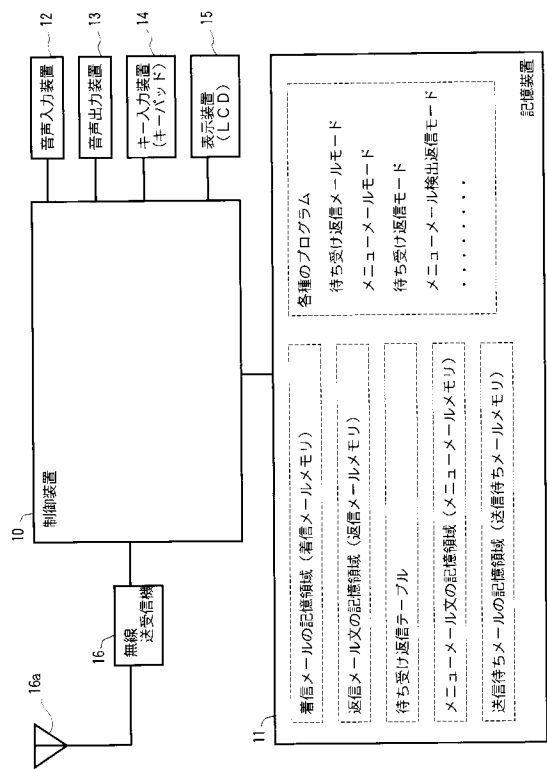 16a
16
無線
送受信機
10
制御装置
12
音声入力装置
13
音声出力装置
14
キー入力装置
(キーパッド)
15
表示装置
(LCD)
11
着信メールの記憶領域(着信メールメモリ)
返信メール文の記憶領域(返信メールメモリ)
待ち受け返信テーブル
メニューメール文の記憶領域(メニューメールメモリ)
送信待ちメールの記憶領域(送信待ちメールメモリ)
各種のプログラム
待ち受け返信メールモード
メニューメールモード
待ち受け返信モード
メニューメール検出返信モード
・・・・・・・・
記憶装置